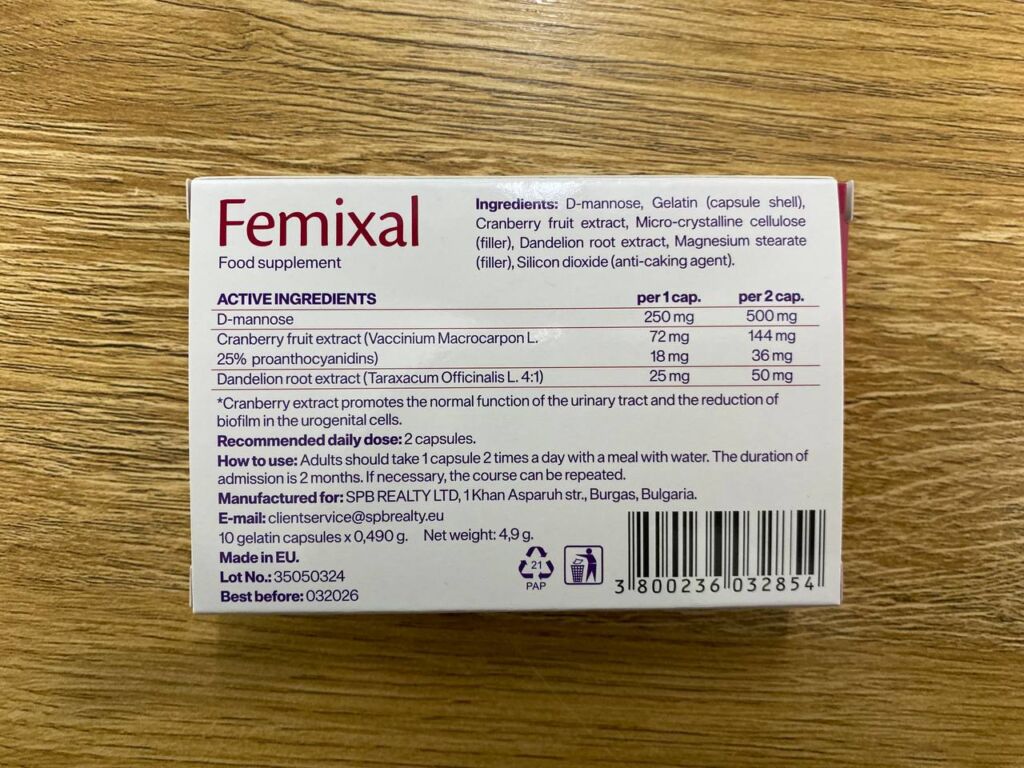 Femixal
Food supplement
Ingredients: D-mannose, Gelatin (capsule shell),
Cranberry fruit extract, Micro-crystalline cellulose
(filler), Dandelion root extract, Magnesium stearate
(filler), Silicon dioxide (anti-caking agent).
ACTIVE INGREDIENTS per 1 cap. per 2 cap.
D-mannose 250 mg 500 mg
Cranberry fruit extract (Vaccinium Macrocarpon L. 72 mg 144 mg
25% proanthocyanidins) 18 mg 36 mg
Dandelion root extract (Taraxacum Officinalis L. 4:1) 25 mg 50 mg
*Cranberry extract promotes the normal function of the urinary tract and the reduction of
biofilm in the urogenital cells.
Recommended daily dose: 2 capsules.
How to use: Adults should take 1 capsule 2 times a day with a meal with water. The duration of
admission is 2 months. If necessary, the course can be repeated.
Manufactured for: SPB REALTY LTD, 1 Khan Asparuh str., Burgas, Bulgaria.
E-mail: clientservice@spbrealty.eu
10 gelatin capsules x 0,490 g. Net weight: 4,9 g.
Made in EU.
Lot No.: 35050324
Best before: 032026
21
PAP
3 800236 032854